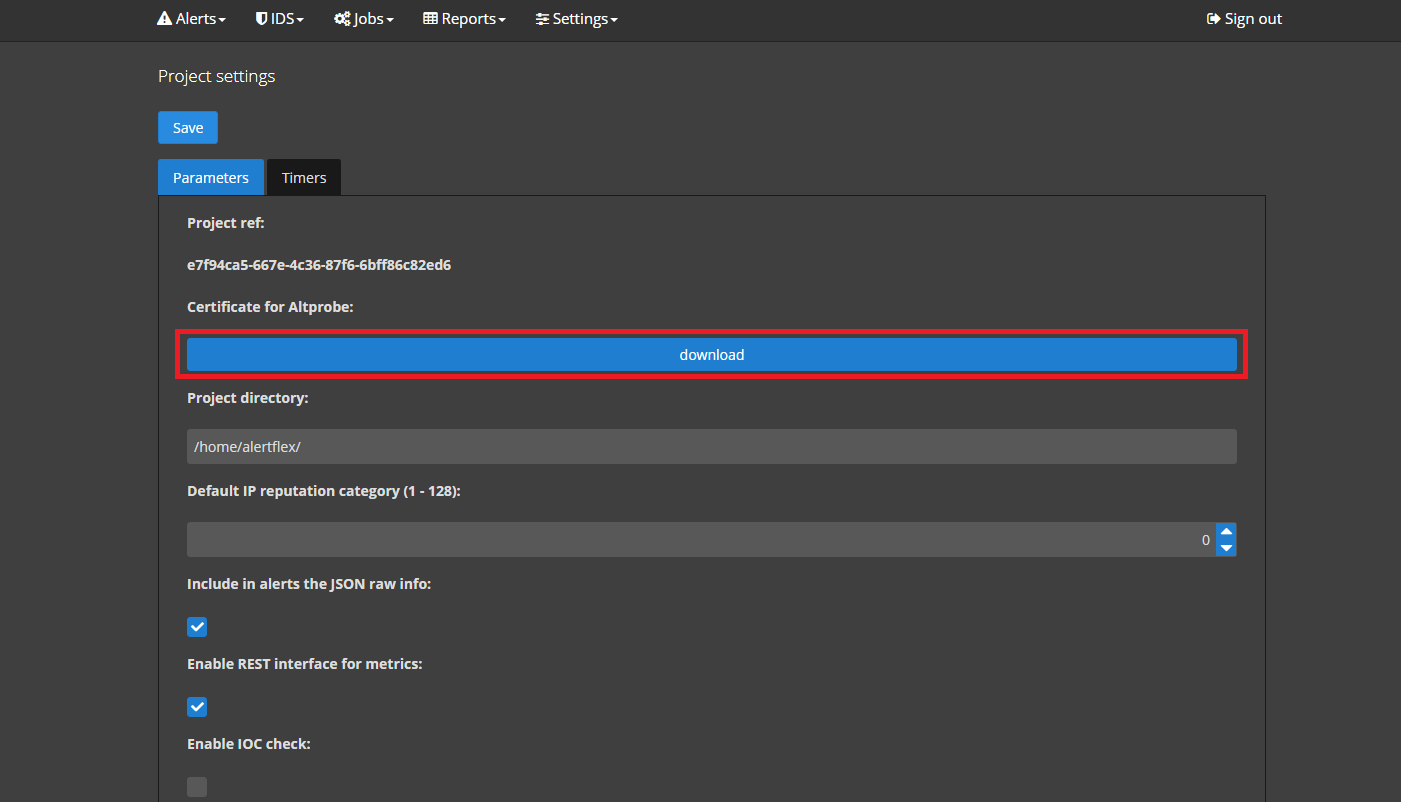 Alerts IDS Jobs Reports Settings Sign out
Project settings
Save
Parameters Timers
Project ref:
e7f94ca5-667e-4c36-87f6-6bff86c82ed6
Certificate for Altprobe:
download
Project directory:
/home/alertflex/
Default IP reputation category (1 - 128):
0
Include in alerts the JSON raw info:
Enable REST interface for metrics:
Enable IOC check: